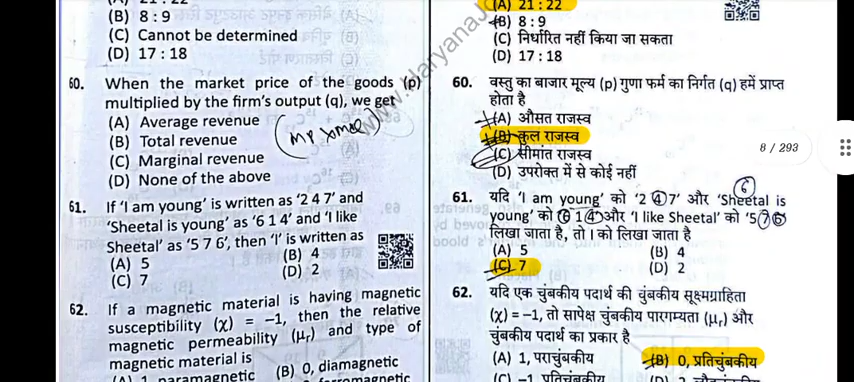 (B) 8 : 9
(C) Cannot be determined
(D) 17 : 18
60. When the market price of the goods (p)
multiplied by the firm's output (q), we get
(A) Average revenue
(B) Total revenue
(C) Marginal revenue
(D) None of the above
61. If 'I am young' is written as '2 4 7' and
'Sheetal is young' as '6 1 4' and 'I like
Sheetal' as '5 7 6', then 'I' is written as
(A) 5
(B) 4
(C) 7
(D) 2
62. If a magnetic material is having magnetic
susceptibility (χ) = –1, then the relative
magnetic permeability (μr) and type of
magnetic material is
(A) 1, paramagnetic
(B) 0, diamagnetic
(A) 21 : 22
(B) 8 : 9
(C) निर्धारित नहीं किया जा सकता
(D) 17 : 18
60. वस्तु का बाजार मूल्य (p) गुणा फर्म का निर्गत (q) हमें प्राप्त
होता है
(A) औसत राजस्व
(B) कुल राजस्व
(C) सीमांत राजस्व
(D) उपरोक्त में से कोई नहीं
6
61. यदि 'I am young' को '2 4 7' और 'Sheetal is
young' को '6 1 4' और 'I like Sheetal' को '5 7 6'
लिखा जाता है, तो I को लिखा जाता है
(A) 5
(B) 4
(C) 7
(D) 2
62. यदि एक चुंबकीय पदार्थ की चुंबकीय सूक्ष्मग्राहिता
(χ) = –1, तो सापेक्ष चुंबकीय पारगम्यता (μr) और
चुंबकीय पदार्थ का प्रकार है
(A) 1, पराचुंबकीय
(B) 0, प्रतिचुंबकीय
(C) –1, प्रतिचुंबकीय
8 / 293